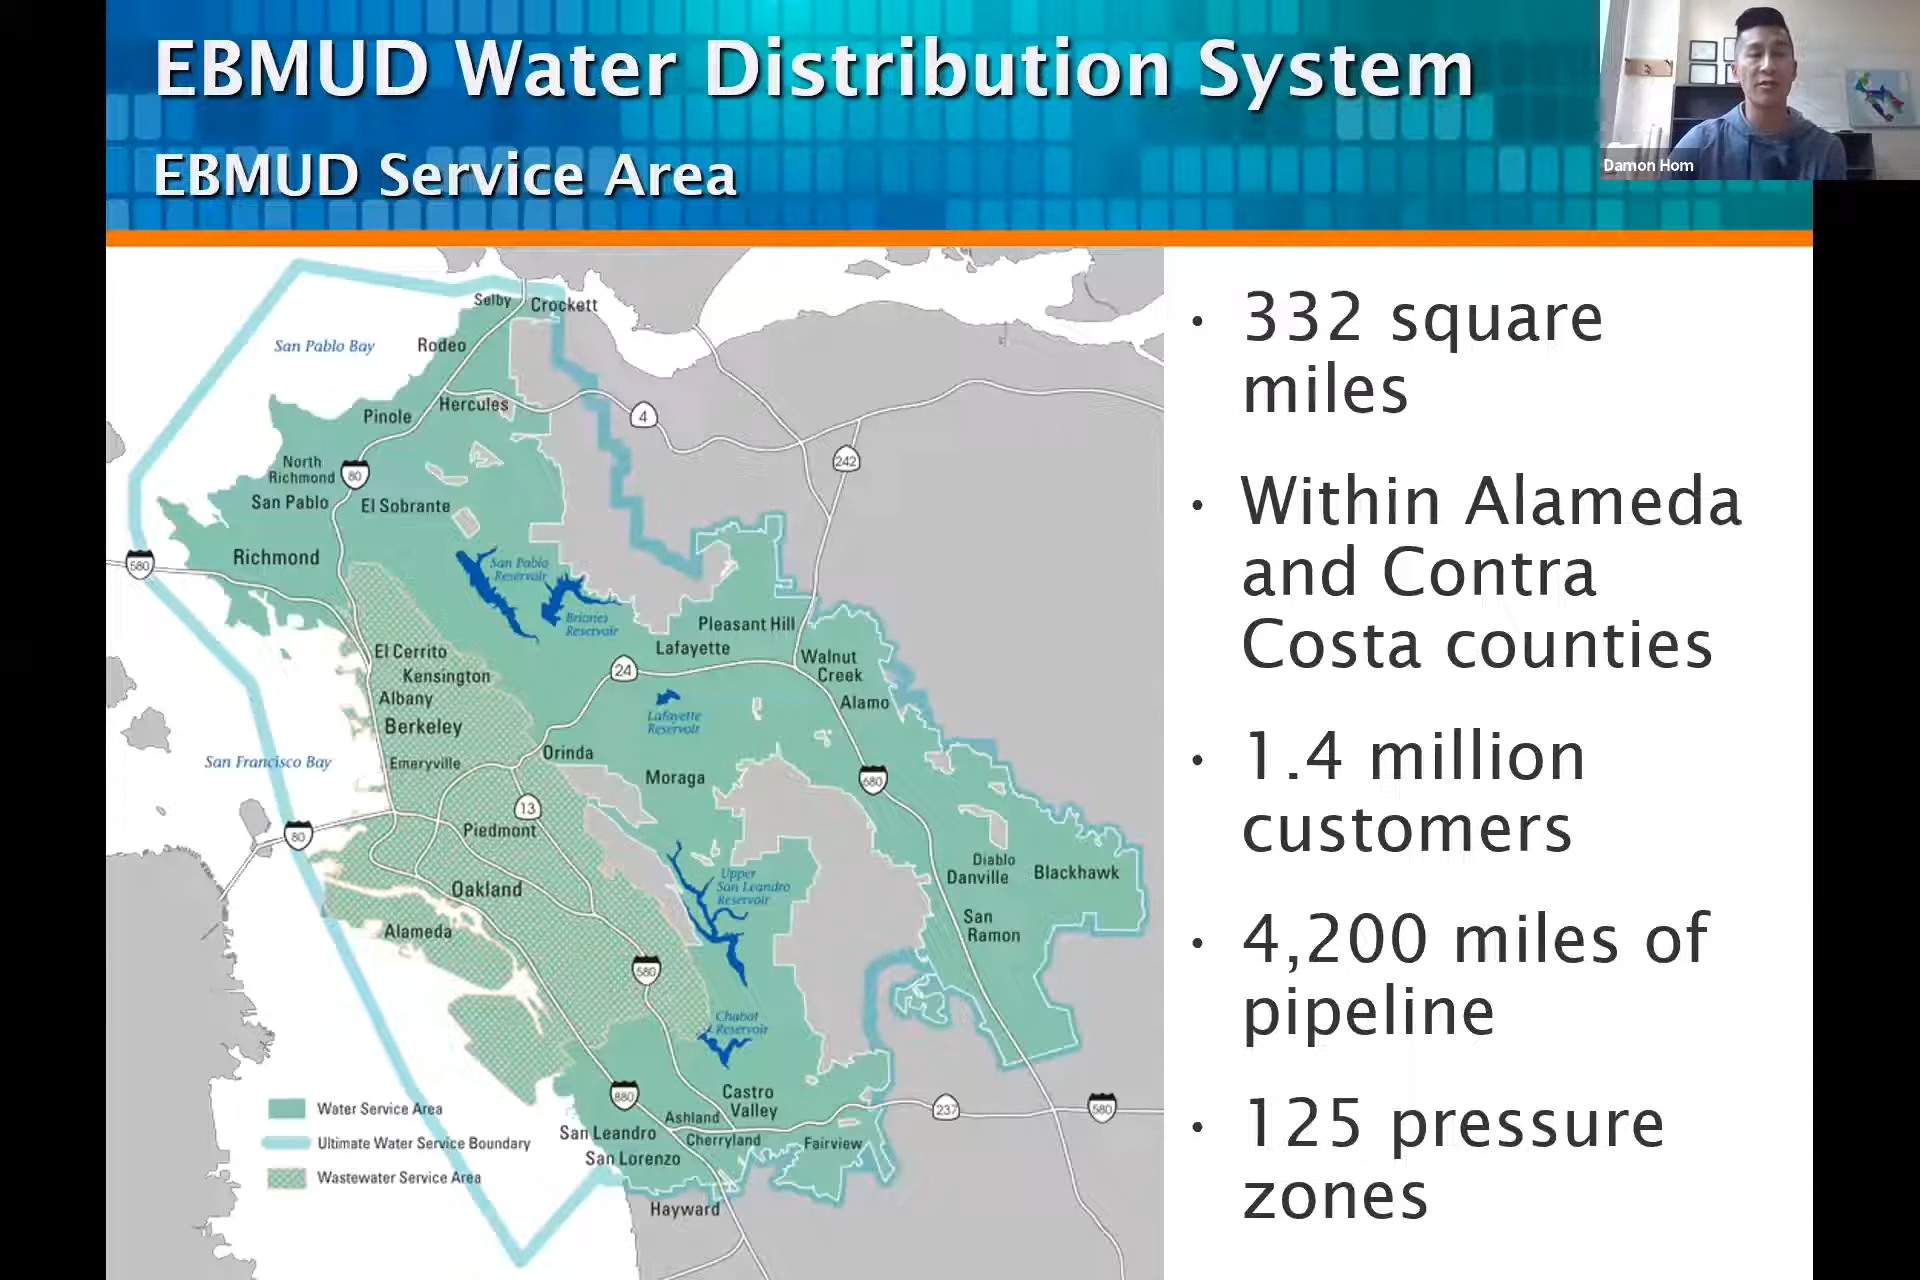 EBMUD Water Distribution System
EBMUD Service Area
Damon Hom
Selby
Crockett
San Pablo Bay
Rodeo
Hercules
Pinole
4
242
North
Richmond
80
San Pablo
El Sobrante
Richmond
580
San Pablo
Reservoir
Briones
Reservoir
Pleasant Hill
Lafayette
Walnut
Creek
24
El Cerrito
Kensington
Albany
Berkeley
Alamo
Lafayette
Reservoir
Orinda
San Francisco Bay
Emeryville
Moraga
680
13
80
Piedmont
Oakland
Upper
San Leandro
Reservoir
Diablo
Danville
Blackhawk
San
Ramon
Alameda
580
Chabot
Reservoir
880
Castro
Valley
Ashland
Cherryland
237
580
San Leandro
San Lorenzo
Fairview
Hayward
Water Service Area
Ultimate Water Service Boundary
Wastewater Service Area
• 332 square
miles
• Within Alameda
and Contra
Costa counties
• 1.4 million
customers
• 4,200 miles of
pipeline
• 125 pressure
zones